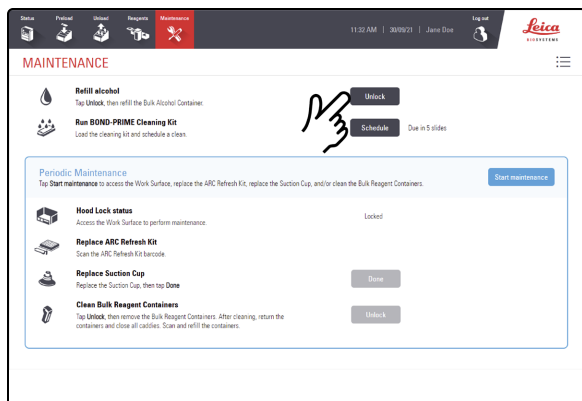 Status Preload Unload Reagents Maintenance Log out
11:32 AM | 30/09/21 | Jane Doe
Leica
BIOSYSTEMS
MAINTENANCE
Refill alcohol
Tap Unlock, then refill the Bulk Alcohol Container.
Unlock
Run BOND-PRIME Cleaning Kit
Load the cleaning kit and schedule a clean.
Schedule Due in 5 slides
Periodic Maintenance
Tap Start maintenance to access the Work Surface, replace the ARC Refresh Kit, replace the Suction Cup, and/or clean the Bulk Reagent Containers.
Start maintenance
Hood Lock status
Access the Work Surface to perform maintenance.
Locked
Replace ARC Refresh Kit
Scan the ARC Refresh Kit barcode.
Replace Suction Cup
Replace the Suction Cup, then tap Done
Done
Clean Bulk Reagent Containers
Tap Unlock, then remove the Bulk Reagent Containers. After cleaning, return the
containers and close all caddies. Scan and refill the containers.
Unlock